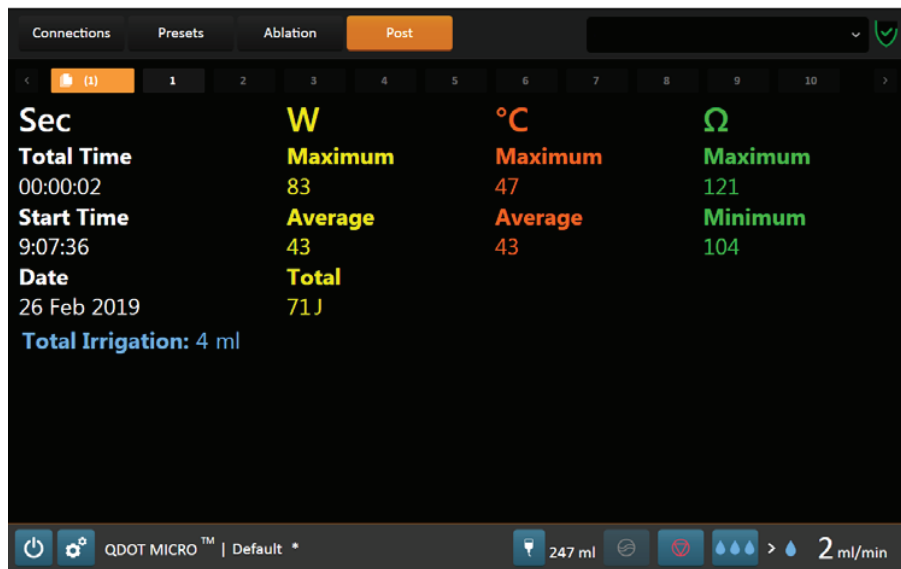 Connections Presets Ablation Post
< (1) 1 2 3 4 5 6 7 8 9 10 >
Sec W °C Ω
Total Time Maximum Maximum Maximum
00:00:02 83 47 121
Start Time Average Average Minimum
9:07:36 43 43 104
Date Total
26 Feb 2019 71 J
Total Irrigation: 4 ml
QDOT MICRO™ | Default * 247 ml > 2 ml/min